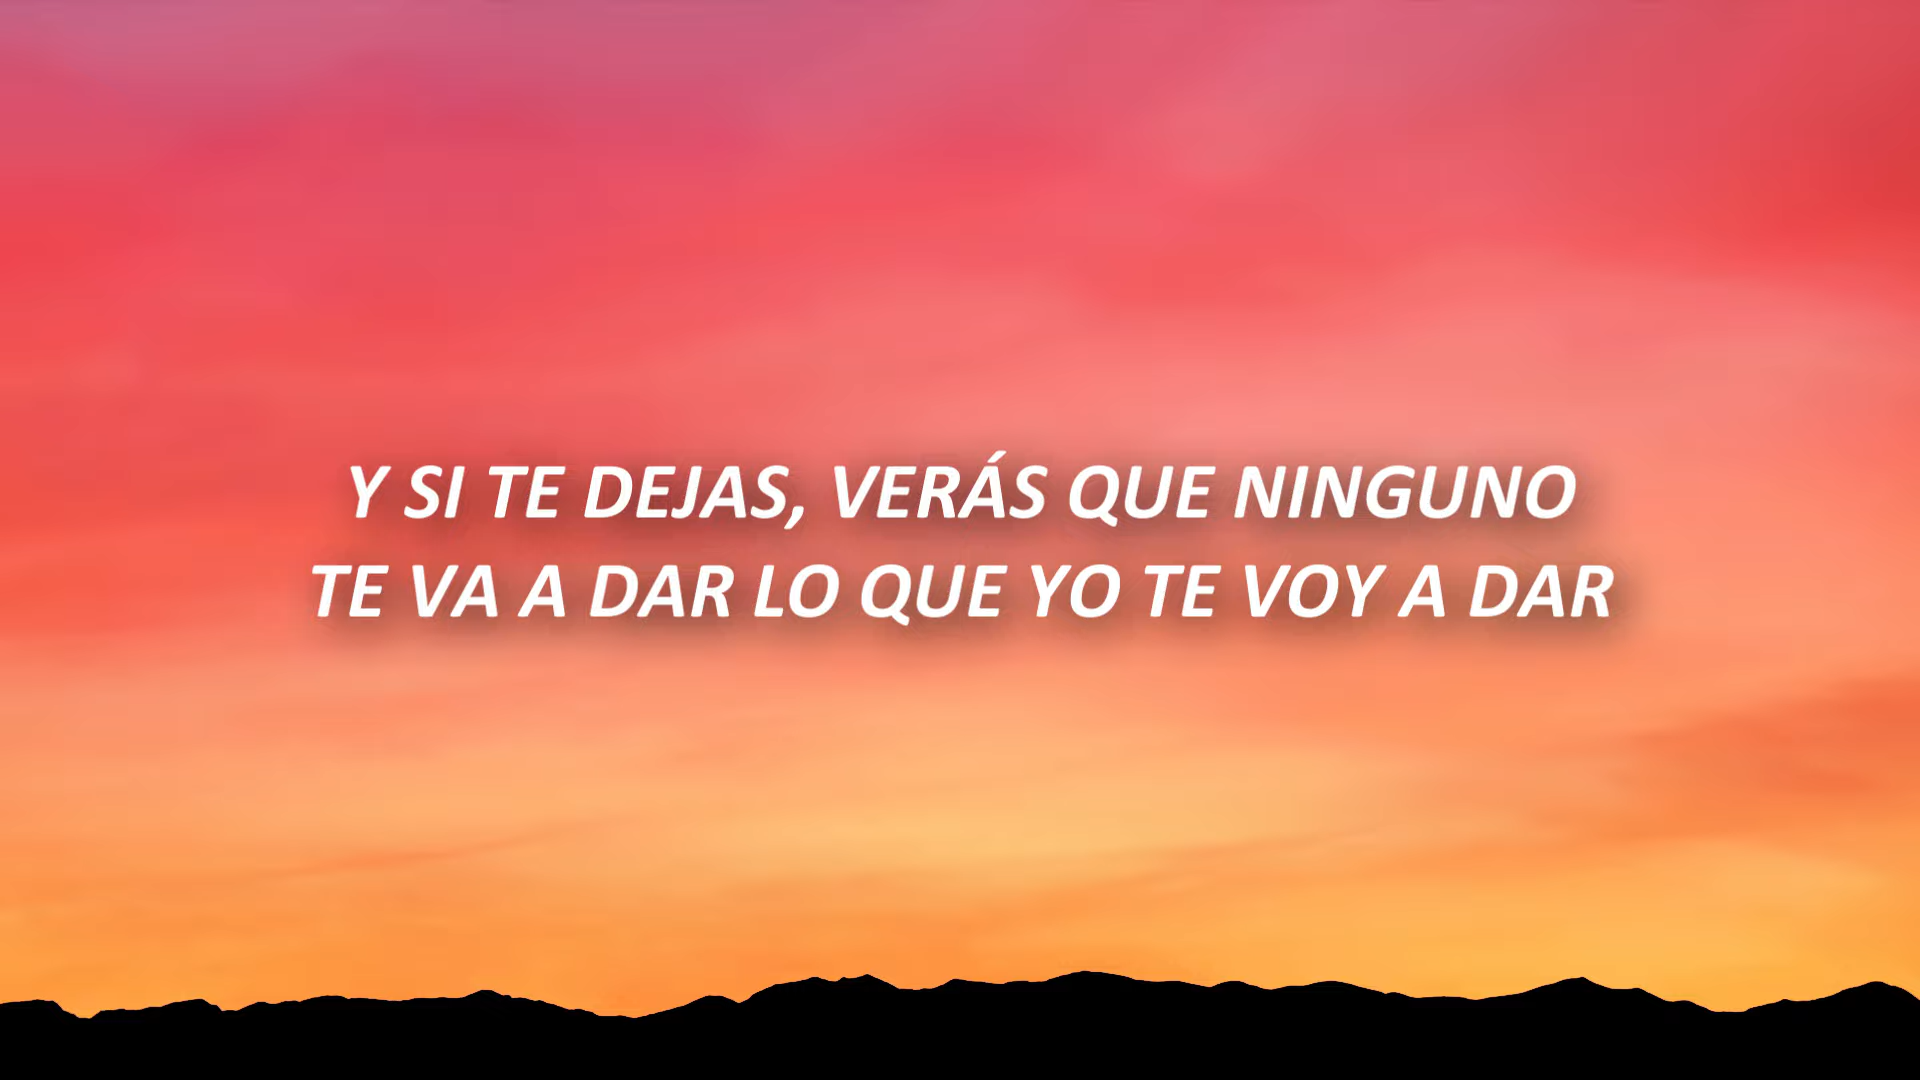 Y SI TE DEJAS, VERÁS QUE NINGUNO
TE VA A DAR LO QUE YO TE VOY A DAR